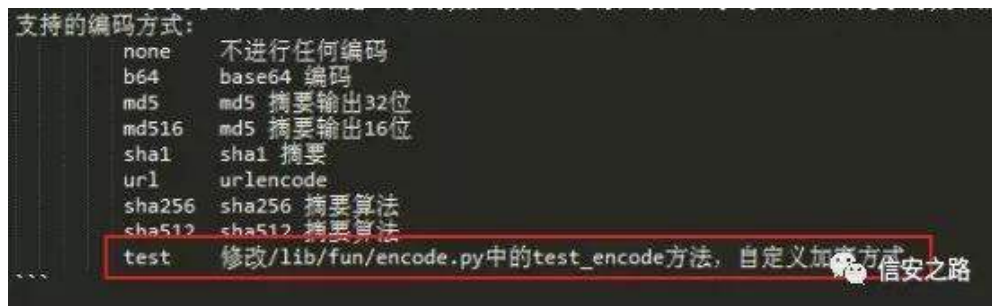 支持的编码方式:
none 不进行任何编码
b64 base64 编码
md5 md5 摘要输出32位
md516 md5 摘要输出16位
sha1 sha1 摘要
url urlencode
sha256 sha256 摘要算法
sha512 sha512 摘要算法
test 修改/lib/fun/encode.py中的test_encode方法, 自定义加密方式
信安之路
```